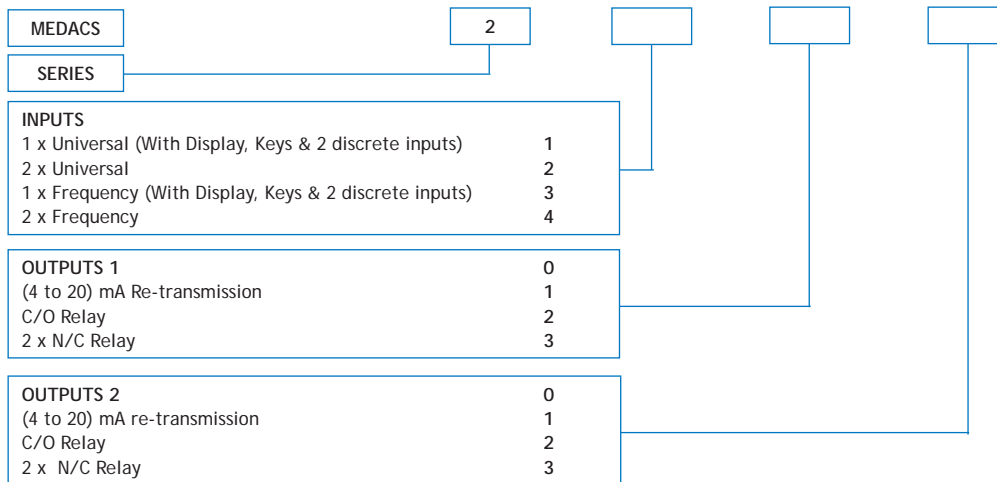 MEDACS 2
SERIES
INPUTS
1 x Universal (With Display, Keys & 2 discrete inputs) 1
2 x Universal 2
1 x Frequency (With Display, Keys & 2 discrete inputs) 3
2 x Frequency 4
OUTPUTS 1 0
(4 to 20) mA Re-transmission 1
C/O Relay 2
2 x N/C Relay 3
OUTPUTS 2 0
(4 to 20) mA re-transmission 1
C/O Relay 2
2 x N/C Relay 3